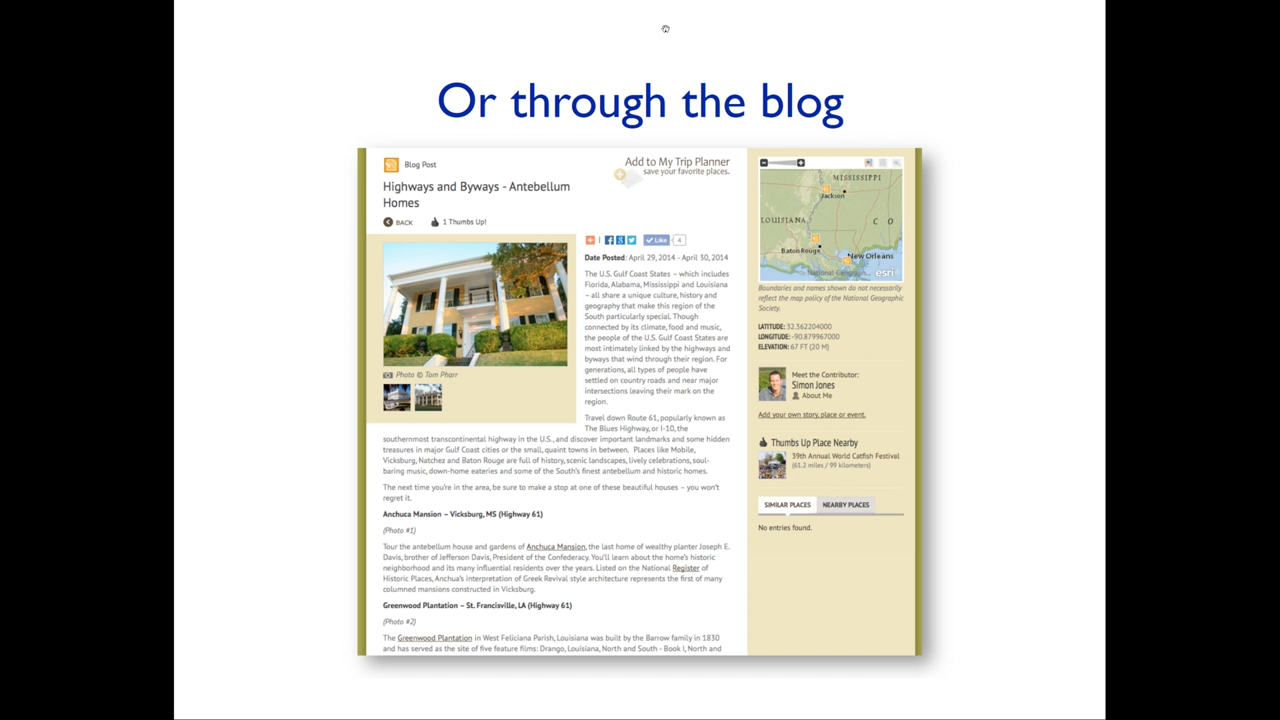 Or through the blog
Blog Post
Highways and Byways - Antebellum
Homes
BACK
1 Thumbs Up!
Add to My Trip Planner
save your favorite places.
Like
4
Date Posted: April 29, 2014 - April 30, 2014
The U.S. Gulf Coast States – which includes
Florida, Alabama, Mississippi and Louisiana
– all share a unique culture, history and
geography that make this region of the
South particularly special. Though
connected by its climate, food and music,
the people of the U.S. Gulf Coast States are
most intimately linked by the highways and
byways that wind through their region. For
generations, all types of people have
settled on country roads and near major
intersections leaving their mark on the
region.
Photo © Tom Pharr
Travel down Route 61, popularly known as
The Blues Highway, or I-10, the
southernmost transcontinental highway in the U.S., and discover important landmarks and some hidden
treasures in major Gulf Coast cities or the small, quaint towns in between. Places like Mobile,
Vicksburg, Natchez and Baton Rouge are full of history, scenic landscapes, lively celebrations, soul-
baring music, down-home eateries and some of the South's finest antebellum and historic homes.
The next time you're in the area, be sure to make a stop at one of these beautiful houses – you won't
regret it.
Anchuca Mansion – Vicksburg, MS (Highway 61)
(Photo #1)
Tour the antebellum house and gardens of Anchuca Mansion, the last home of wealthy planter Joseph E.
Davis, brother of Jefferson Davis, President of the Confederacy. You'll learn about the home's historic
neighborhood and its many influential residents over the years. Listed on the National Register of
Historic Places, Anchua's interpretation of Greek Revival style architecture represents the first of many
columned mansions constructed in Vicksburg.
Greenwood Plantation – St. Francisville, LA (Highway 61)
(Photo #2)
The Greenwood Plantation in West Feliciana Parish, Louisiana was built by the Barrow family in 1830
and has served as the site of five feature films: Drango, Louisiana, North and South - Book I, North and
MISSISSIPPI
Jackson
LOUISIANA
C O
Baton Rouge
New Orleans
National Geograp
esri
Boundaries and names shown do not necessarily
reflect the map policy of the National Geographic
Society.
LATITUDE: 32.362204000
LONGITUDE: -90.879967000
ELEVATION: 67 FT (20 M)
Meet the Contributor:
Simon Jones
About Me
Add your own story, place or event.
Thumbs Up Place Nearby
39th Annual World Catfish Festival
(61.2 miles / 99 kilometers)
SIMILAR PLACES
NEARBY PLACES
No entries found.